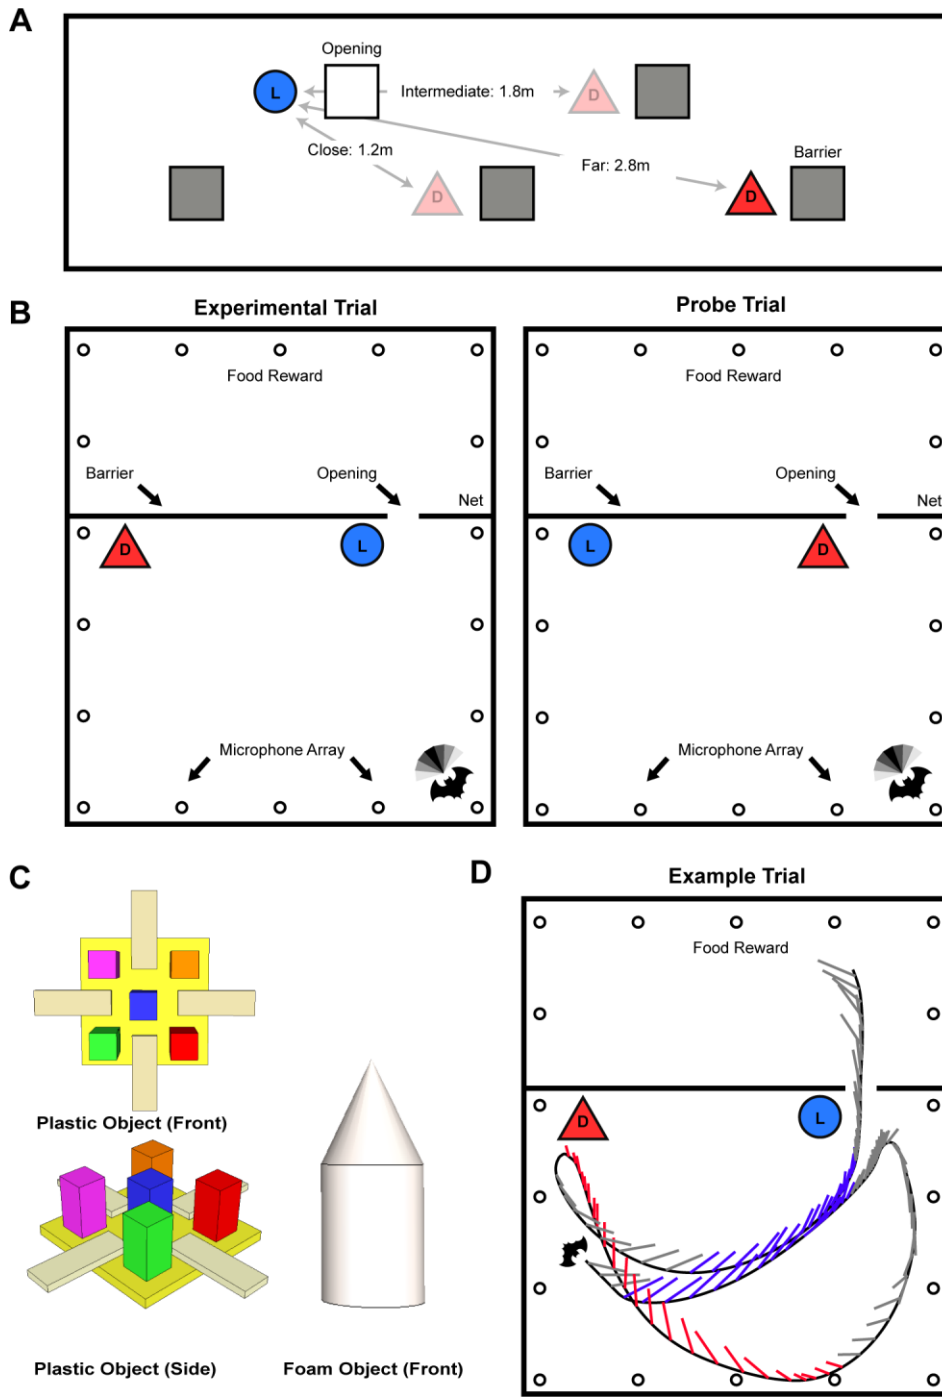 A
Opening
L
Intermediate: 1.8m
D
Close: 1.2m
Far: 2.8m
Barrier
D
D
B
Experimental Trial
Probe Trial
Food Reward
Food Reward
Barrier
Opening
Net
Barrier
Opening
Net
D
L
L
D
Microphone Array
Microphone Array
C
D
Example Trial
Food Reward
D
L
Plastic Object (Front)
Plastic Object (Side)
Foam Object (Front)